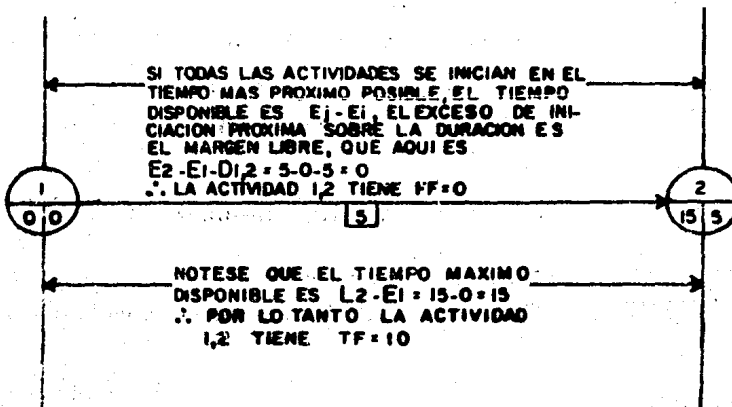 SI TODAS LAS ACTIVIDADES SE INICIAN EN EL
TIEMPO MAS PROXIMO POSIBLE, EL TIEMPO
DISPONIBLE ES Ej-Ei, EL EXCESO DE INI-
CIACION PROXIMA SOBRE LA DURACION ES
EL MARGEN LIBRE, QUE AQUI ES
E2-E1-D1,2 = 5-0-5 = 0
∴ LA ACTIVIDAD 1,2 TIENE FF=0
1
0 0
5
2
15 5
NOTESE QUE EL TIEMPO MAXIMO
DISPONIBLE ES L2-E1 = 15-0=15
∴ POR LO TANTO LA ACTIVIDAD
1,2 TIENE TF=10